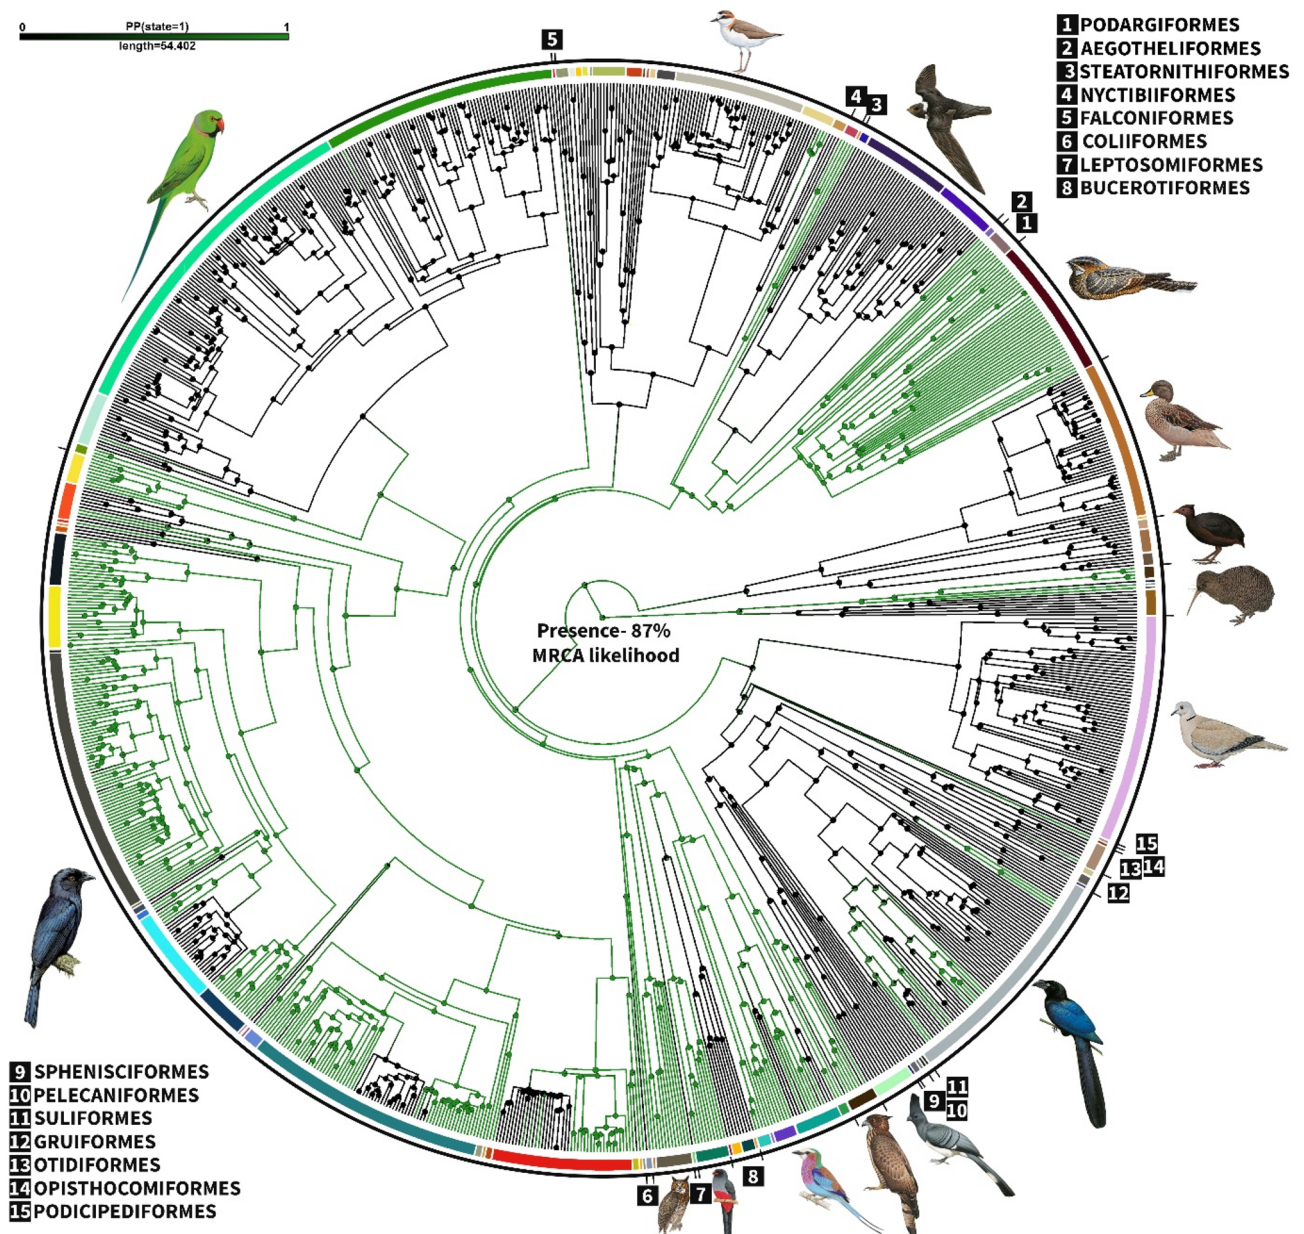 PP(state=1)
0 1
length=54.402
1 PODARGIFORMES
2 AEGOTHELIFORMES
3 STEATORNITHIFORMES
4 NYCTIBIIFORMES
5 FALCONIFORMES
6 COLIIFORMES
7 LEPTOSOMIFORMES
8 BUCEROTIFORMES
5
4
3
2
1
Presence- 87%
MRCA likelihood
15
13 14
12
11
9
10
8
7
6
9 SPHENISCIFORMES
10 PELECANIFORMES
11 SULIFORMES
12 GRUIFORMES
13 OTIDIFORMES
14 OPISTHOCOMIFORMES
15 PODICIPEDIFORMES